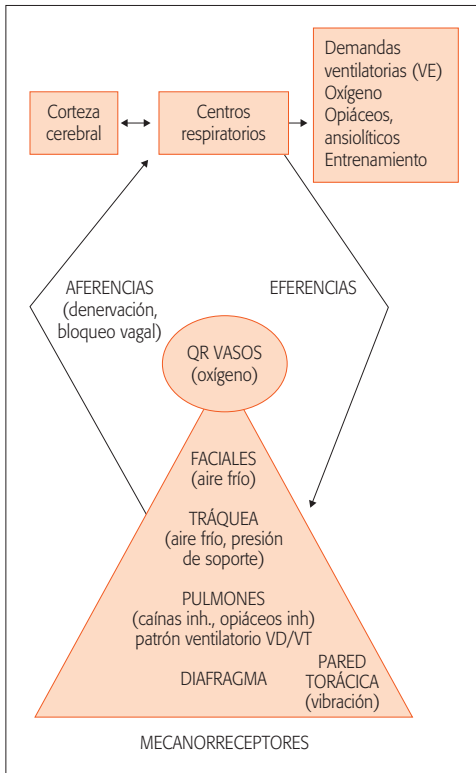 Corteza
cerebral
Centros
respiratorios
Demandas
ventilatorias (VE)
Oxígeno
Opiáceos,
ansiolíticos
Entrenamiento
AFERENCIAS
(denervación,
bloqueo vagal)
EFERENCIAS
QR VASOS
(oxígeno)
FACIALES
(aire frío)
TRÁQUEA
(aire frío, presión
de soporte)
PULMONES
(caínas inh., opiáceos inh)
patrón ventilatorio VD/VT
DIAFRAGMA
PARED
TORÁCICA
(vibración)
MECANORRECEPTORES